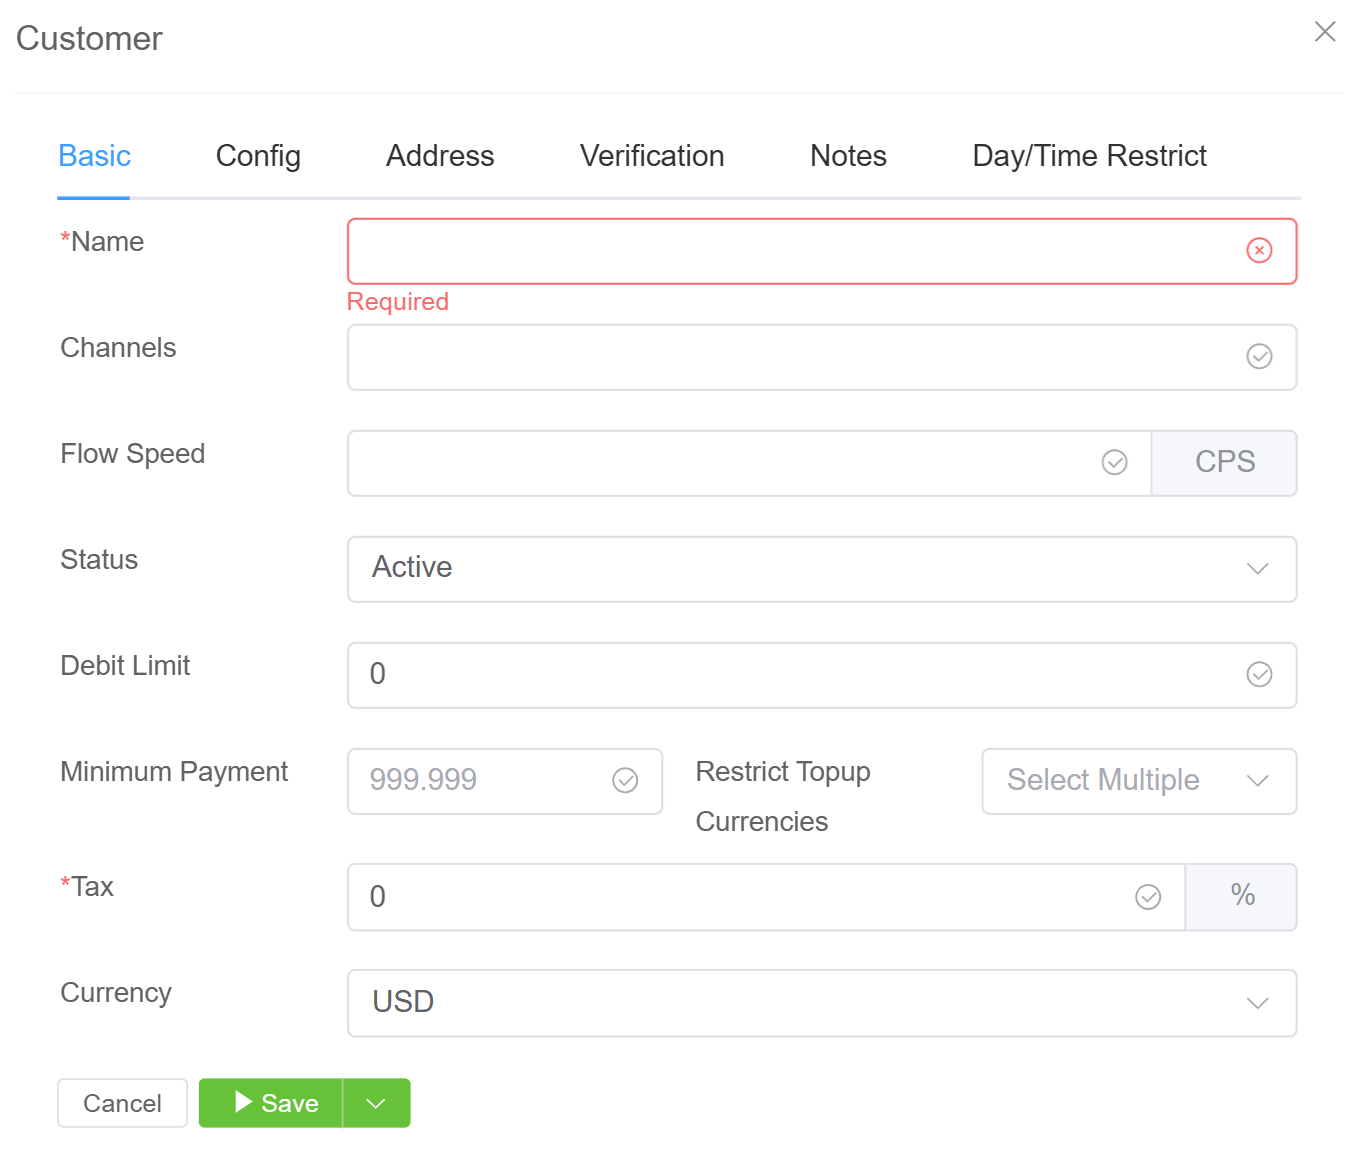 Customer
Basic Config Address Verification Notes Day/Time Restrict
*Name
Required
Channels
Flow Speed CPS
Status Active
Debit Limit 0
Minimum Payment 999.999 Restrict Topup Select Multiple
Currencies
*Tax 0 %
Currency USD
Cancel Save